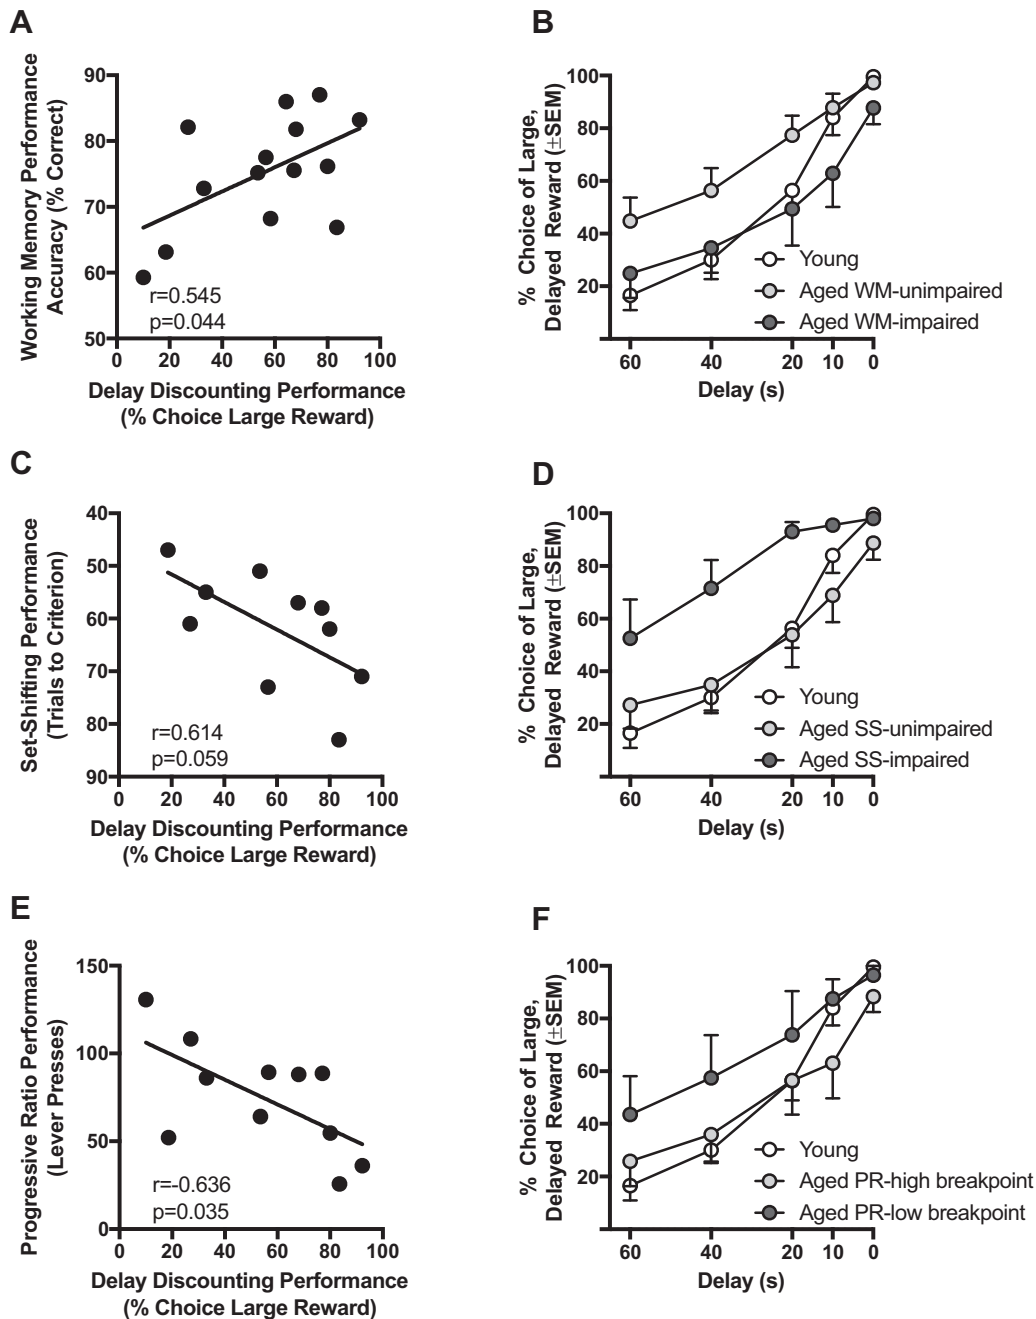 A
Working Memory Performance
Accuracy (% Correct)
90
80
70
60
50
r=0.545
p=0.044
0 20 40 60 80 100
Delay Discounting Performance
(% Choice Large Reward)
B
% Choice of Large,
Delayed Reward (±SEM)
100
80
60
40
20
Young
Aged WM-unimpaired
Aged WM-impaired
60 40 20 10 0
Delay (s)
C
Set-Shifting Performance
(Trials to Criterion)
40
50
60
70
80
90
r=0.614
p=0.059
0 20 40 60 80 100
Delay Discounting Performance
(% Choice Large Reward)
D
% Choice of Large,
Delayed Reward (±SEM)
100
80
60
40
20
Young
Aged SS-unimpaired
Aged SS-impaired
60 40 20 10 0
Delay (s)
E
Progressive Ratio Performance
(Lever Presses)
150
100
50
0
r=-0.636
p=0.035
0 20 40 60 80 100
Delay Discounting Performance
(% Choice Large Reward)
F
% Choice of Large,
Delayed Reward (±SEM)
100
80
60
40
20
Young
Aged PR-high breakpoint
Aged PR-low breakpoint
60 40 20 10 0
Delay (s)